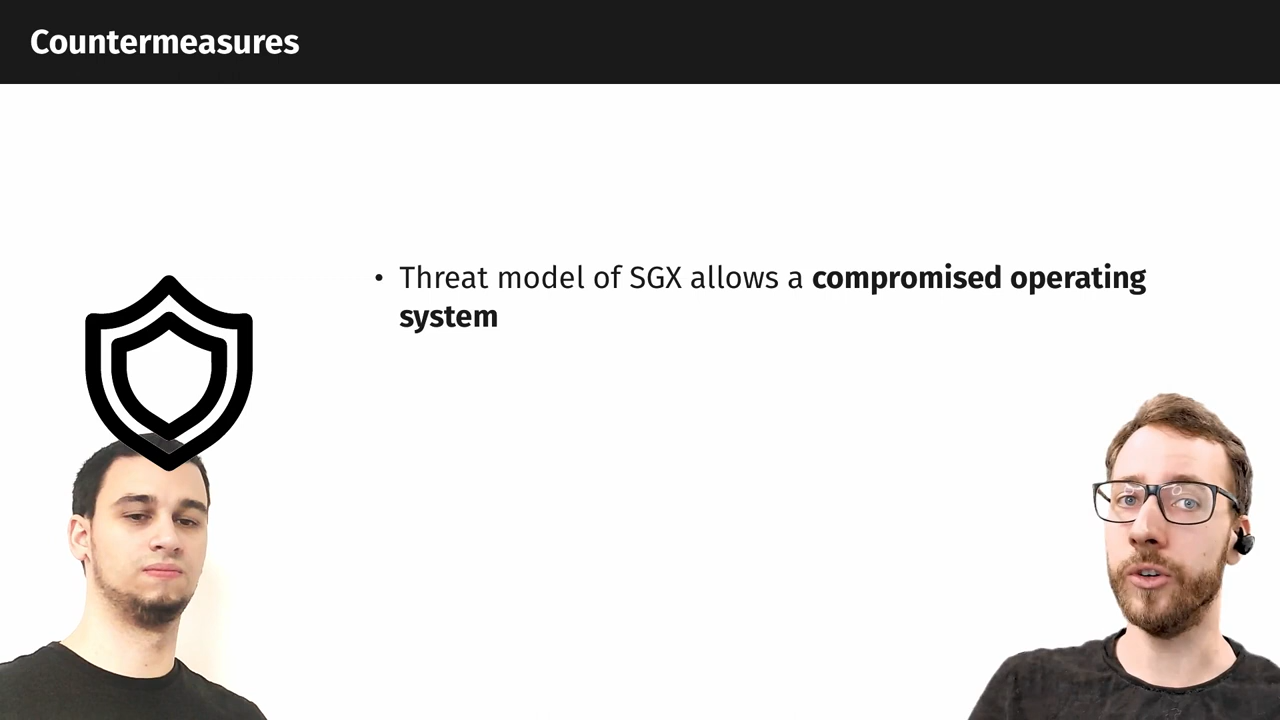 Countermeasures
• Threat model of SGX allows a compromised operating
system